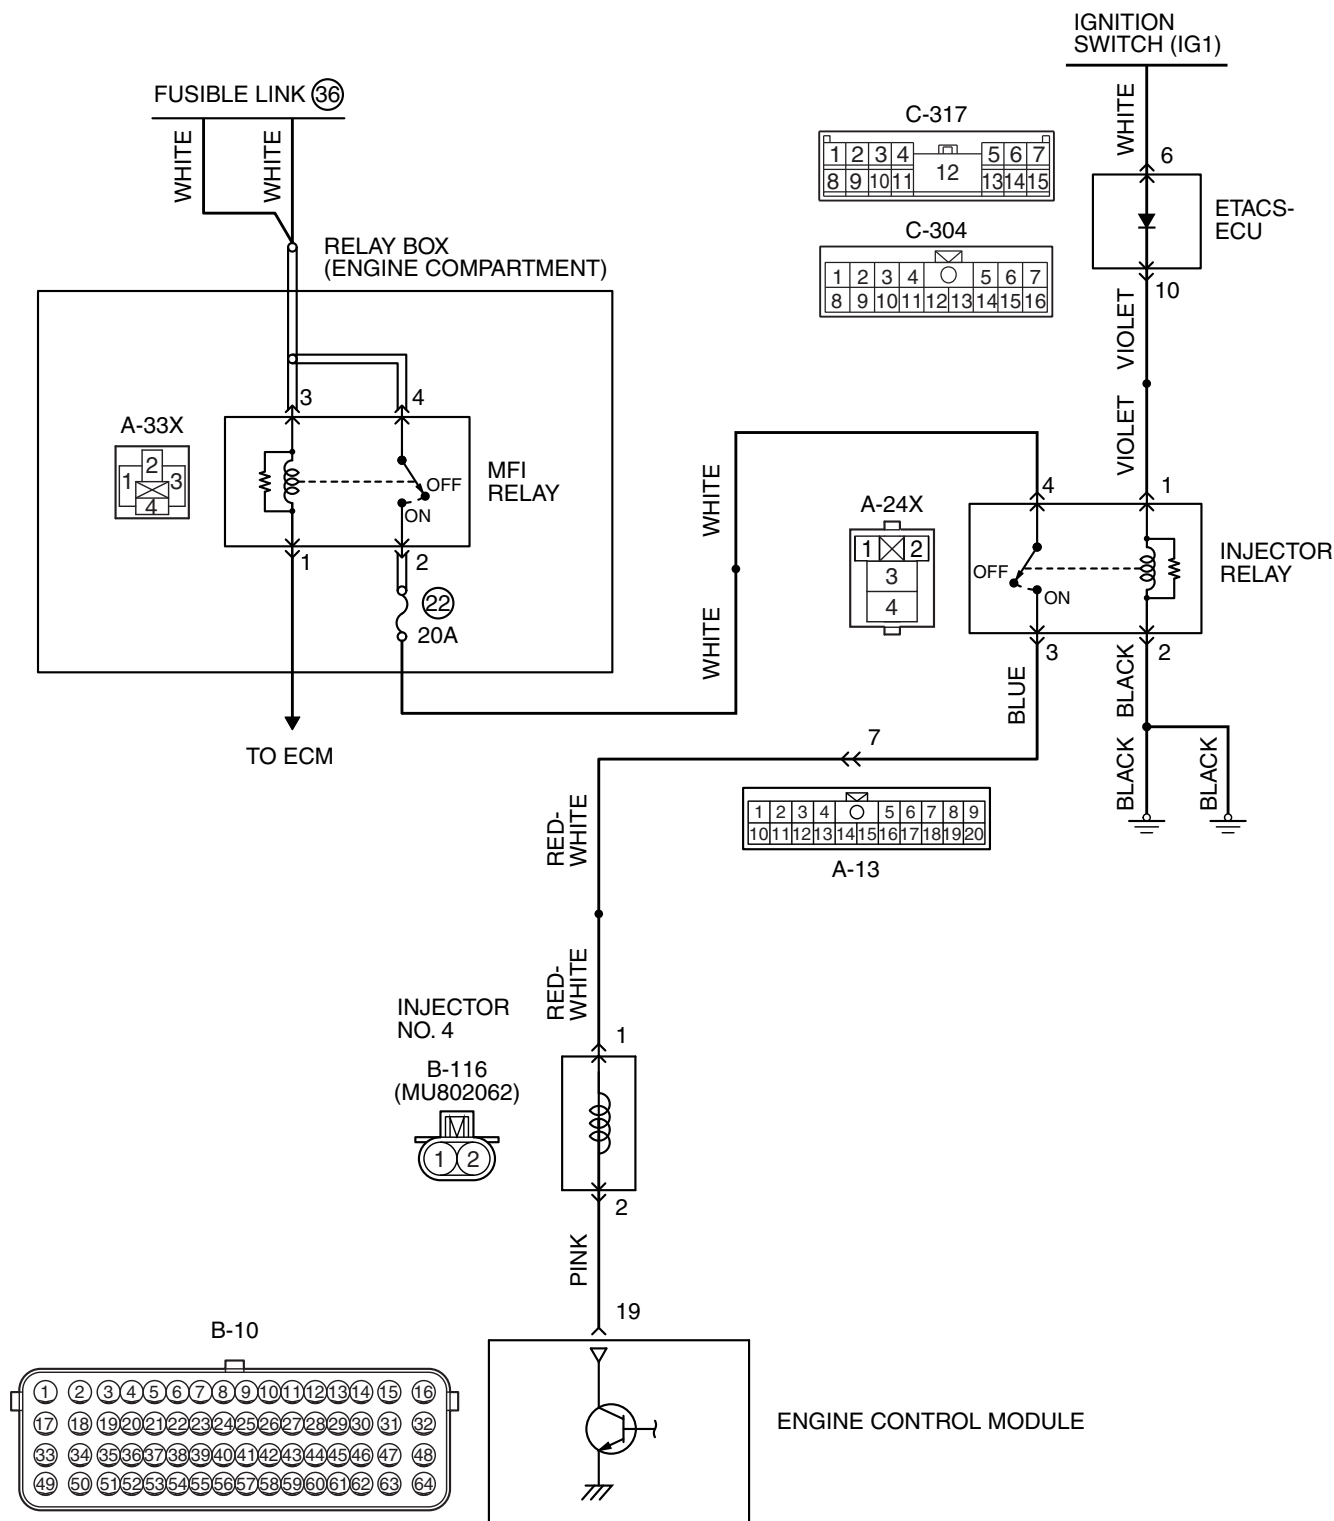 IGNITION
SWITCH (IG1)
FUSIBLE LINK 36
WHITE
WHITE
WHITE
C-317
1 2 3 4 5 6 7
12
8 9 10 11 13 14 15
6
ETACS-
ECU
C-304
1 2 3 4 5 6 7
8 9 10 11 12 13 14 15 16
10
RELAY BOX
(ENGINE COMPARTMENT)
VIOLET
VIOLET
3 4
A-33X
2
1 3
4
MFI
RELAY
OFF
ON
1 2
22
20A
TO ECM
WHITE
WHITE
4 1
A-24X
1 2
3
4
OFF
ON
INJECTOR
RELAY
3 2
BLUE
BLACK
BLACK
BLACK
7
1 2 3 4 5 6 7 8 9
10 11 12 13 14 15 16 17 18 19 20
A-13
RED-
WHITE
RED-
WHITE
INJECTOR
NO. 4
1
B-116
(MU802062)
1 2
2
PINK
19
B-10
1 2 3 4 5 6 7 8 9 10 11 12 13 14 15 16
17 18 19 20 21 22 23 24 25 26 27 28 29 30 31 32
33 34 35 36 37 38 39 40 41 42 43 44 45 46 47 48
49 50 51 52 53 54 55 56 57 58 59 60 61 62 63 64
ENGINE CONTROL MODULE